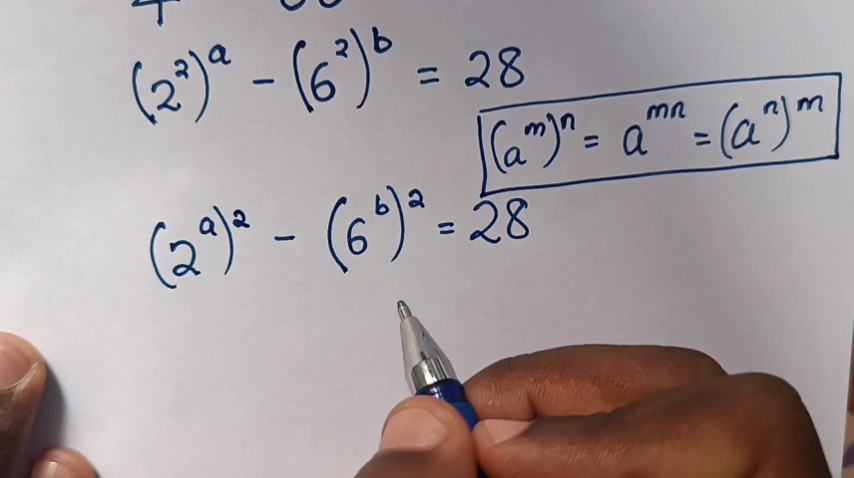 (2²)ᵃ - (6²)ᵇ = 28
(aᵐ)ⁿ = aᵐⁿ = (aⁿ)ᵐ
(2ᵃ)² - (6ᵇ)² = 28